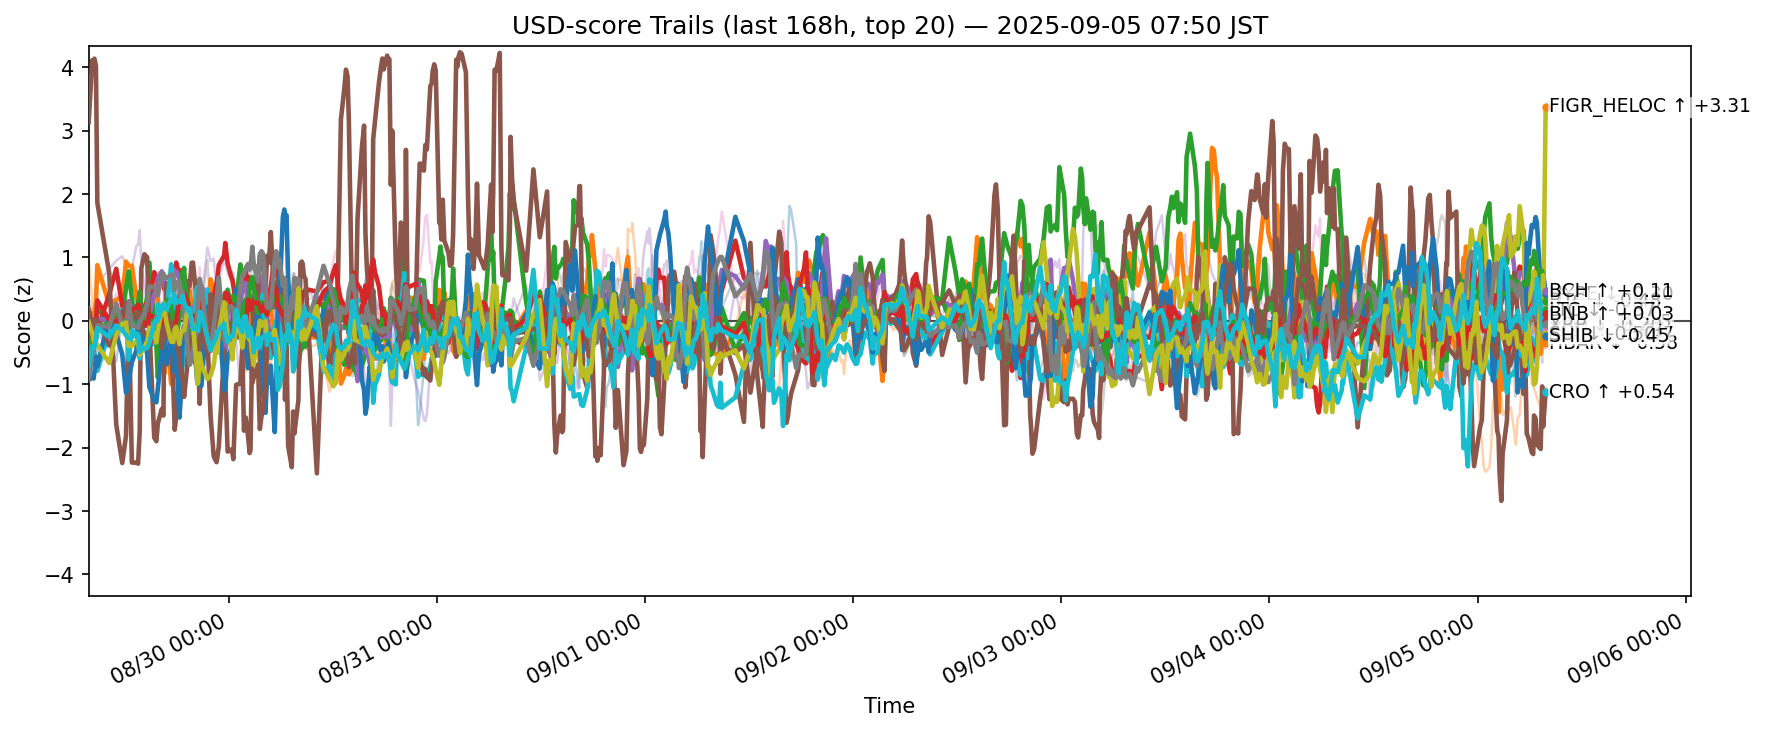 USD-score Trails (last 168h, top 20) — 2025-09-05 07:50 JST
Score (z)
4
3
2
1
0
−1
−2
−3
−4
FIGR_HELOC ↑ +3.31
BCH ↑ +0.11
BNB ↑ +0.03
SHIB ↓ -0.45
CRO ↑ +0.54
08/30 00:00
08/31 00:00
09/01 00:00
09/02 00:00
09/03 00:00
09/04 00:00
09/05 00:00
09/06 00:00
Time